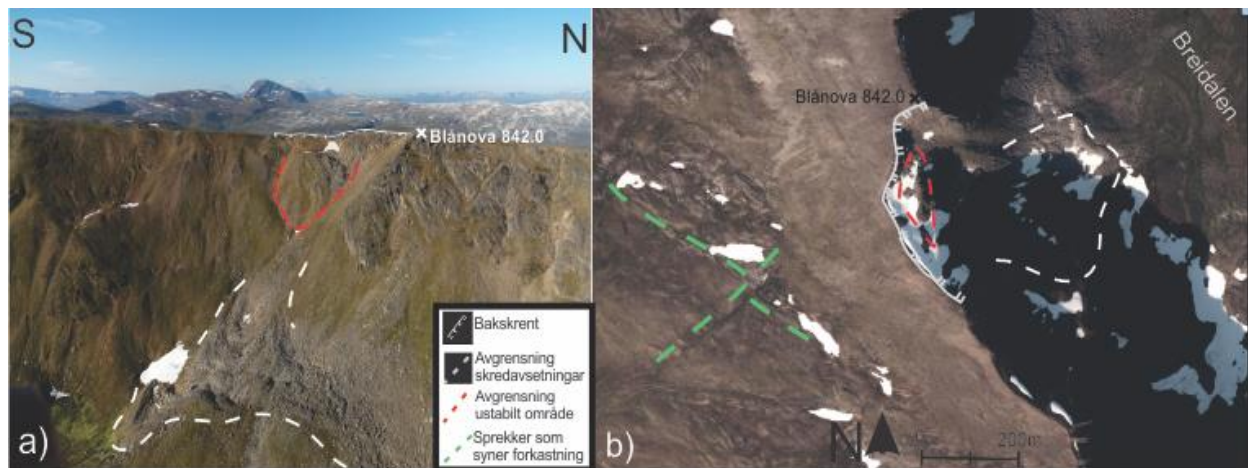 S
N
Blånova 842.0
Bakskrent
Avgrensning
skredavsetningar
Avgrensning
ustabilt område
Sprekker som
syner forkastning
a)
Breidalen
Blånova 842.0
N
200m
b)